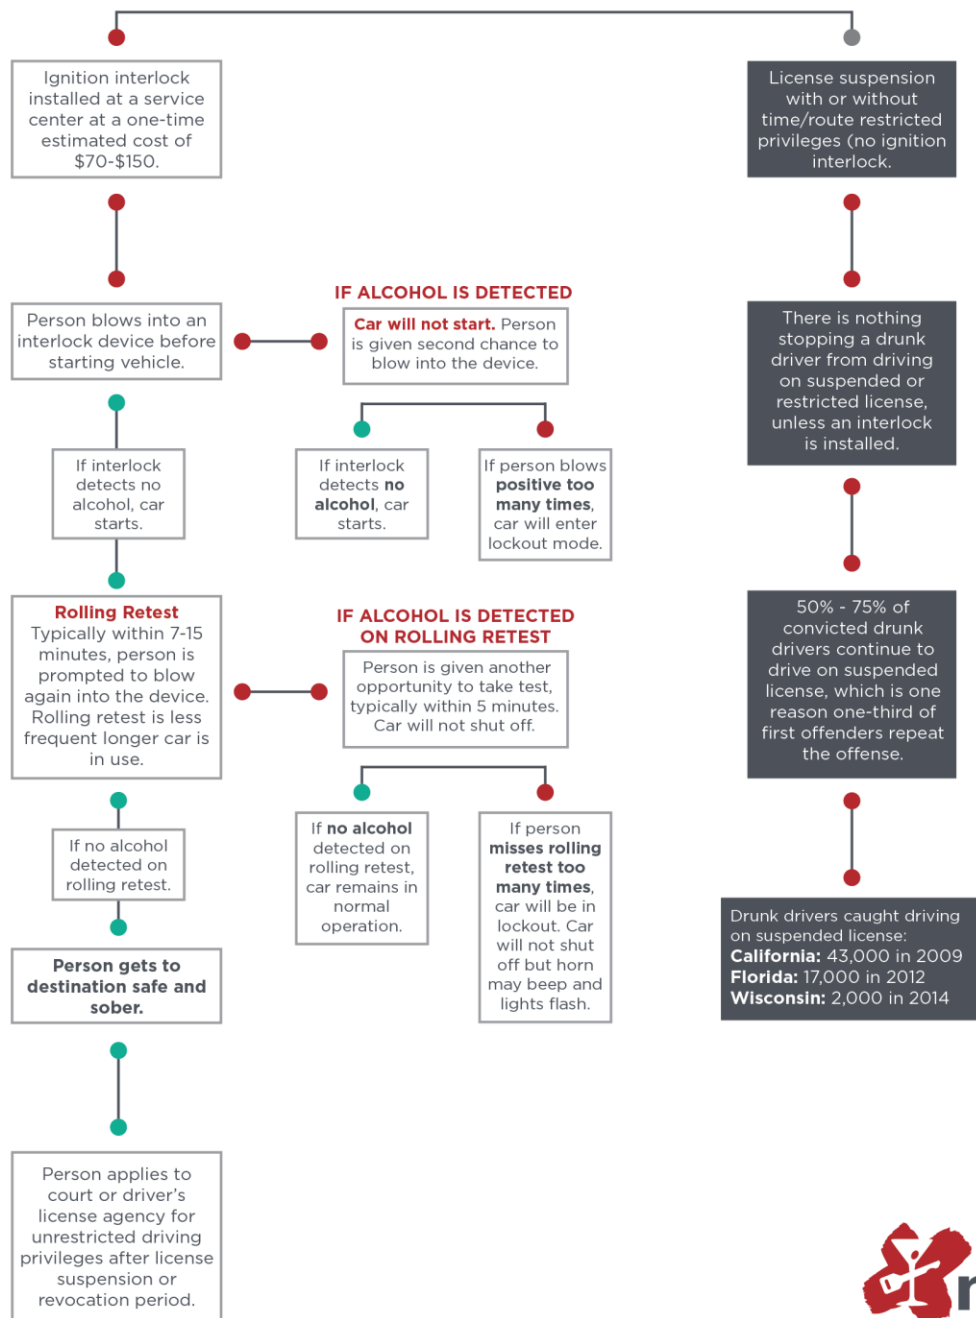 Ignition interlock
installed at a service
center at a one-time
estimated cost of
$70-$150.
License suspension
with or without
time/route restricted
privileges (no ignition
interlock.
Person blows into an
interlock device before
starting vehicle.
IF ALCOHOL IS DETECTED
Car will not start. Person
is given second chance to
blow into the device.
There is nothing
stopping a drunk
driver from driving
on suspended or
restricted license,
unless an interlock
is installed.
If interlock
detects no
alcohol, car
starts.
If interlock
detects no
alcohol, car
starts.
If person blows
positive too
many times,
car will enter
lockout mode.
Rolling Retest
Typically within 7-15
minutes, person is
prompted to blow
again into the device.
Rolling retest is less
frequent longer car is
in use.
IF ALCOHOL IS DETECTED
ON ROLLING RETEST
Person is given another
opportunity to take test,
typically within 5 minutes.
Car will not shut off.
50% - 75% of
convicted drunk
drivers continue to
drive on suspended
license, which is one
reason one-third of
first offenders repeat
the offense.
If no alcohol
detected on
rolling retest.
If no alcohol
detected on
rolling retest,
car remains in
normal
operation.
If person
misses rolling
retest too
many times,
car will be in
lockout. Car
will not shut
off but horn
may beep and
lights flash.
Drunk drivers caught driving
on suspended license:
California: 43,000 in 2009
Florida: 17,000 in 2012
Wisconsin: 2,000 in 2014
Person gets to
destination safe and
sober.
Person applies to
court or driver's
license agency for
unrestricted driving
privileges after license
suspension or
revocation period.